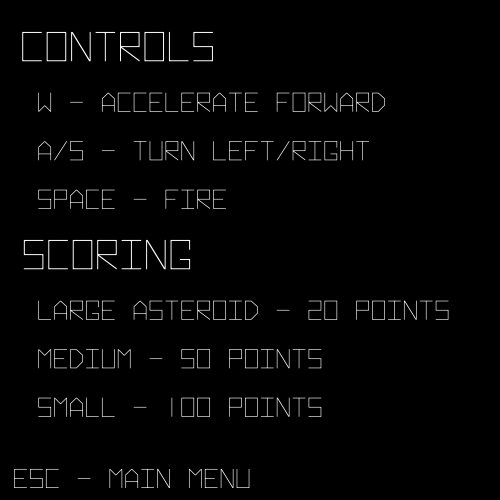 CONTROLS
W - ACCELERATE FORWARD
A/S - TURN LEFT/RIGHT
SPACE - FIRE
SCORING
LARGE ASTEROID - 20 POINTS
MEDIUM - 50 POINTS
SMALL - 100 POINTS
ESC - MAIN MENU